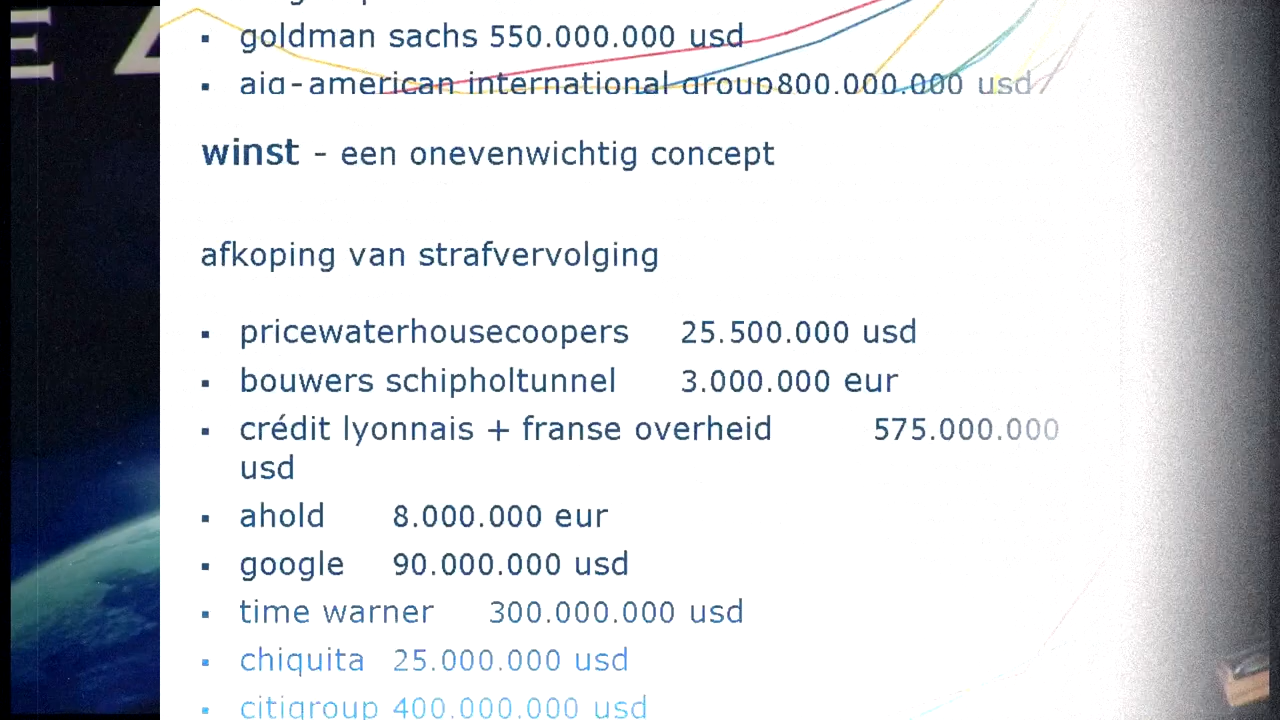 goldman sachs 550.000.000 usd
aig-american international group800.000.000 usd
winst - een onevenwichtig concept
afkoping van strafvervolging
pricewaterhousecoopers 25.500.000 usd
bouwers schipholtunnel 3.000.000 eur
crédit lyonnais + franse overheid 575.000.000
usd
ahold 8.000.000 eur
google 90.000.000 usd
time warner 300.000.000 usd
chiquita 25.000.000 usd
citigroup 400.000.000 usd